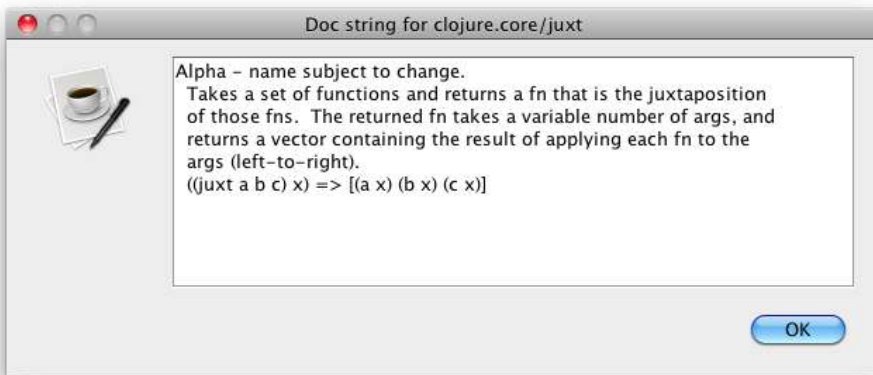 Doc string for clojure.core/juxt
Alpha - name subject to change.
Takes a set of functions and returns a fn that is the juxtaposition
of those fns.  The returned fn takes a variable number of args, and
returns a vector containing the result of applying each fn to the
args (left-to-right).
((juxt a b c) x) => [(a x) (b x) (c x)]
OK